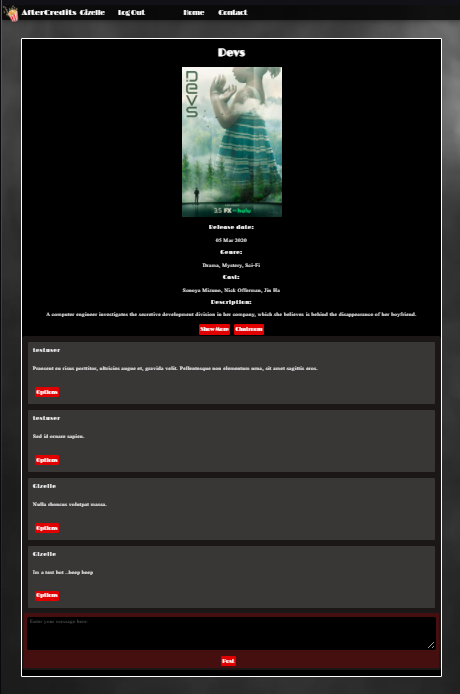 AfterCredits Gizelle Log Out Home Contact
Devs
DEVS
3.5 FX on hulu
Release date:
05 Mar 2020
Genre:
Drama, Mystery, Sci-Fi
Cast:
Sonoya Mizuno, Nick Offerman, Jin Ha
Description:
A computer engineer investigates the secretive development division in her company, which she believes is behind the disappearance of her boyfriend.
Show More Chatroom
testuser
Praesent eu risus porttitor, ultricies augue et, gravida velit. Pellentesque non elementum urna, sit amet sagittis eros.
Options
testuser
Sed id ornare sapien.
Options
Gizelle
Nulla rhoncus volutpat massa.
Options
Gizelle
Im a test bot ..beep boop
Options
Enter your message here
Post